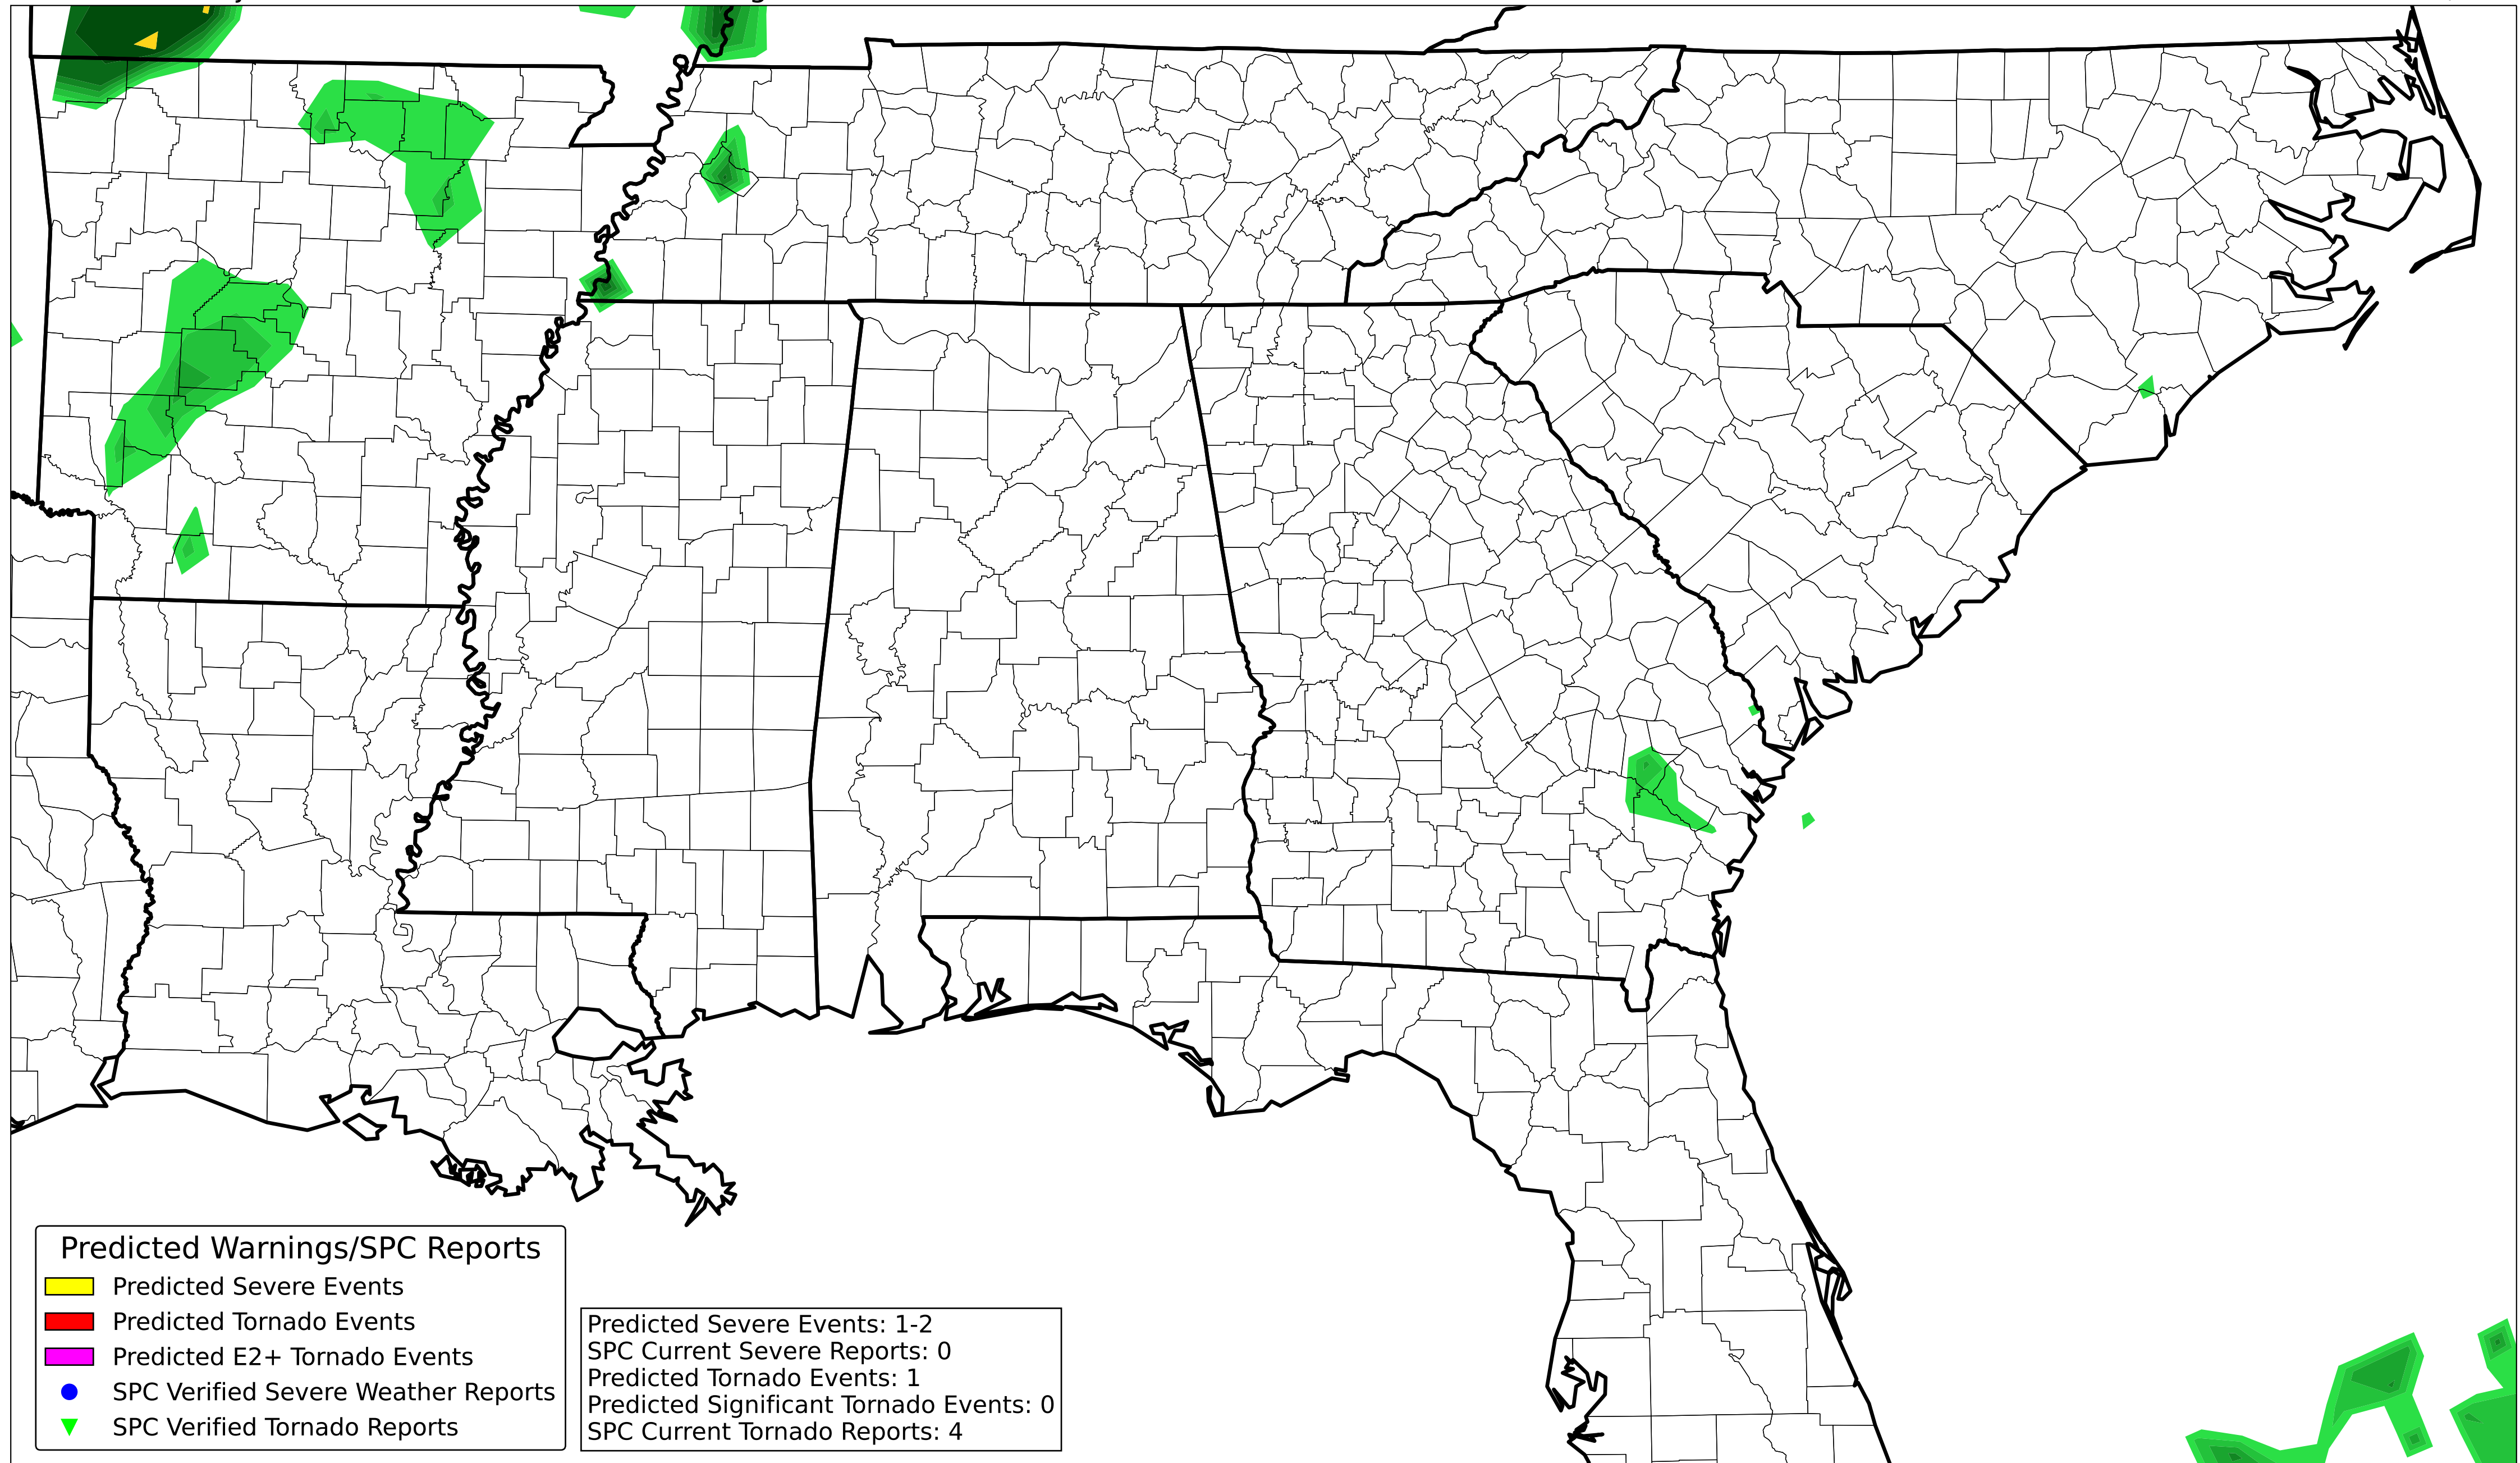 Predicted Warnings/SPC Reports
Predicted Severe Events
Predicted Tornado Events
Predicted E2+ Tornado Events
SPC Verified Severe Weather Reports
SPC Verified Tornado Reports
Predicted Severe Events: 1-2
SPC Current Severe Reports: 0
Predicted Tornado Events: 1
Predicted Significant Tornado Events: 0
SPC Current Tornado Reports: 4